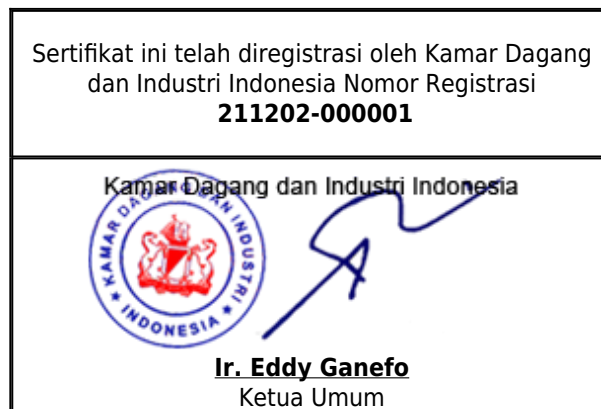 Sertifikat ini telah diregistrasi oleh Kamar Dagang
dan Industri Indonesia Nomor Registrasi
211202-000001
Kamar Dagang dan Industri Indonesia
KAMAR DAGANG DAN INDUSTRI
INDONESIA
Ir. Eddy Ganefo
Ketua Umum